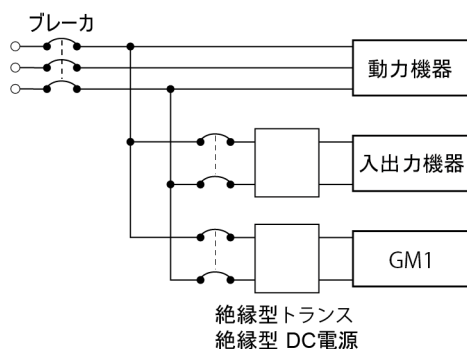 ブレーカ
動力機器
入出力機器
GM1
絶縁型トランス
絶縁型 DC電源